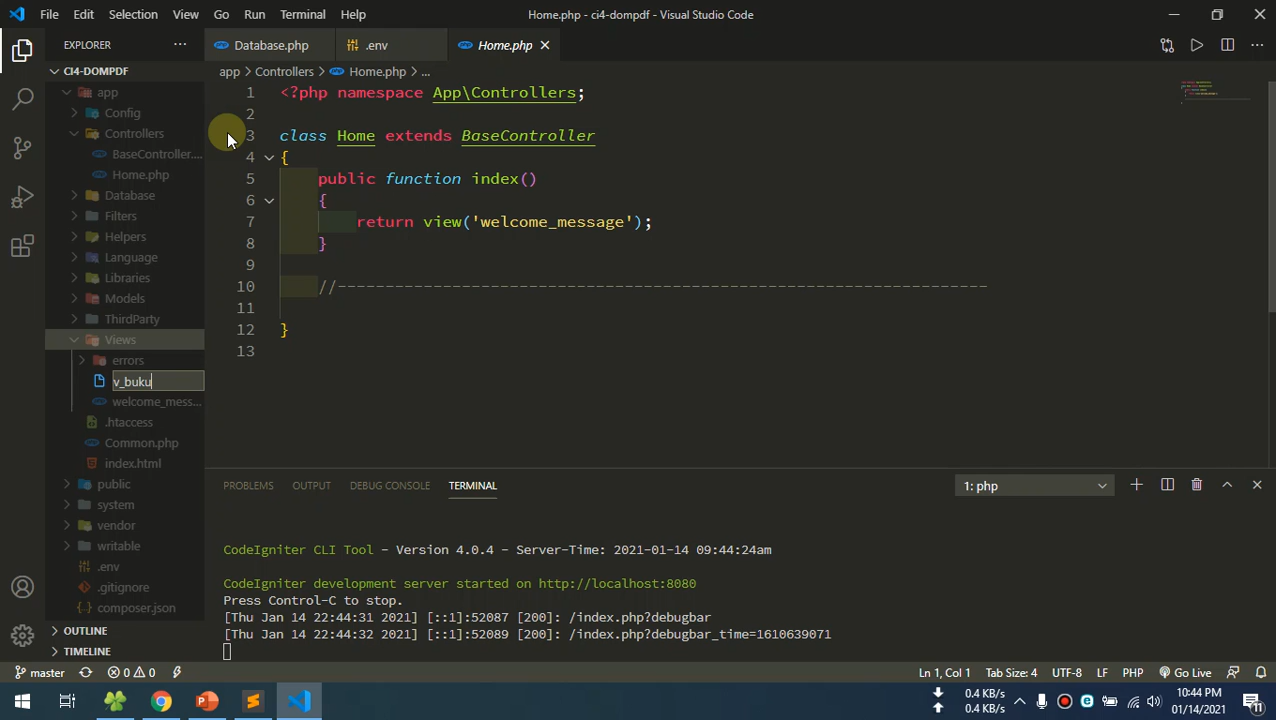 File Edit Selection View Go Run Terminal Help
Home.php - ci4-dompdf - Visual Studio Code
EXPLORER
Database.php
.env
Home.php
CI4-DOMPDF
app > Controllers > Home.php > ...
app
Config
Controllers
BaseController....
Home.php
Database
Filters
Helpers
Language
Libraries
Models
ThirdParty
Views
errors
v_buku
welcome_mess...
.htaccess
Common.php
index.html
public
system
vendor
writable
.env
.gitignore
composer.json
OUTLINE
TIMELINE
1 <?php namespace App\Controllers;
2
3 class Home extends BaseController
4 {
5 public function index()
6 {
7 return view('welcome_message');
8 }
9
10 //--------------------------------------------------------------------
11
12 }
13
PROBLEMS OUTPUT DEBUG CONSOLE TERMINAL
1: php
CodeIgniter CLI Tool - Version 4.0.4 - Server-Time: 2021-01-14 09:44:24am
CodeIgniter development server started on http://localhost:8080
Press Control-C to stop.
[Thu Jan 14 22:44:31 2021] [::1]:52087 [200]: /index.php?debugbar
[Thu Jan 14 22:44:32 2021] [::1]:52089 [200]: /index.php?debugbar_time=1610639071
master
0 0
Ln 1, Col 1 Tab Size: 4 UTF-8 LF PHP Go Live
0.4 KB/s
0.4 KB/s
10:44 PM
01/14/2021
11